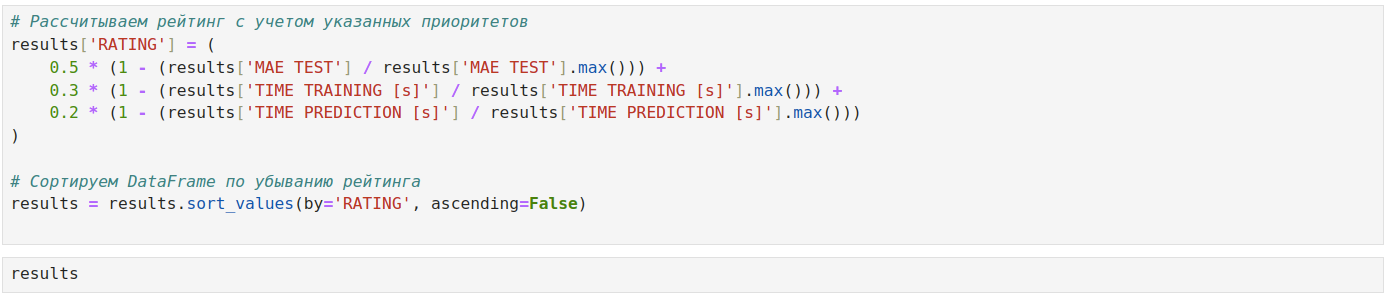 # Рассчитываем рейтинг с учетом указанных приоритетов
results['RATING'] = (
    0.5 * (1 - (results['MAE TEST'] / results['MAE TEST'].max())) +
    0.3 * (1 - (results['TIME TRAINING [s]'] / results['TIME TRAINING [s]'].max())) +
    0.2 * (1 - (results['TIME PREDICTION [s]'] / results['TIME PREDICTION [s]'].max()))
)
# Сортируем DataFrame по убыванию рейтинга
results = results.sort_values(by='RATING', ascending=False)
results